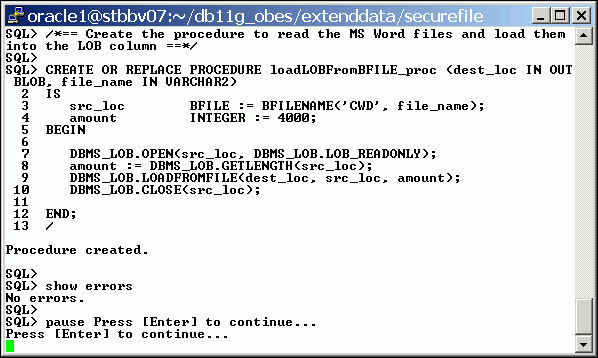 oracle1@stbbv07:~/db11g_obes/extenddata/securefile
SQL> /*== Create the procedure to read the MS Word files and load them
into the LOB column ==*/
SQL>
SQL> CREATE OR REPLACE PROCEDURE loadLOBFromBFILE_proc (dest_loc IN OUT
BLOB, file_name IN VARCHAR2)
2 IS
3 src_loc BFILE := BFILENAME('CWD', file_name);
4 amount INTEGER := 4000;
5 BEGIN
6
7 DBMS_LOB.OPEN(src_loc, DBMS_LOB.LOB_READONLY);
8 amount := DBMS_LOB.GETLENGTH(src_loc);
9 DBMS_LOB.LOADFROMFILE(dest_loc, src_loc, amount);
10 DBMS_LOB.CLOSE(src_loc);
11
12 END;
13 /
Procedure created.
SQL>
SQL> show errors
No errors.
SQL>
SQL> pause Press [Enter] to continue...
Press [Enter] to continue...